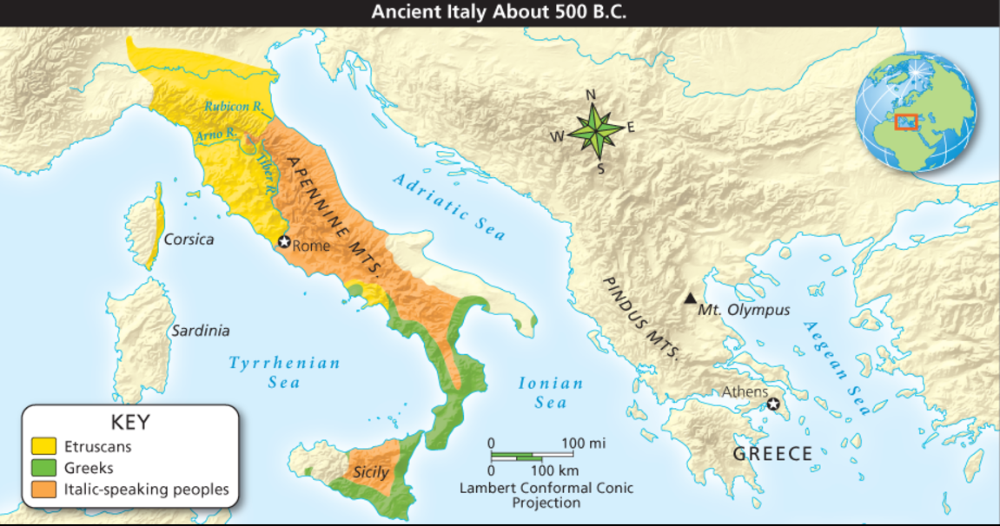 Ancient Italy About 500 B.C.
N
W
E
S
Rubicon R.
Arno R.
Tiber R.
APENNINE MTS.
Adriatic Sea
Corsica
Rome
PINDUS MTS.
Mt. Olympus
Sardinia
Aegean Sea
Tyrrhenian
Sea
Ionian
Sea
Athens
GREECE
Sicily
KEY
Etruscans
Greeks
Italic-speaking peoples
0 100 mi
0 100 km
Lambert Conformal Conic
Projection